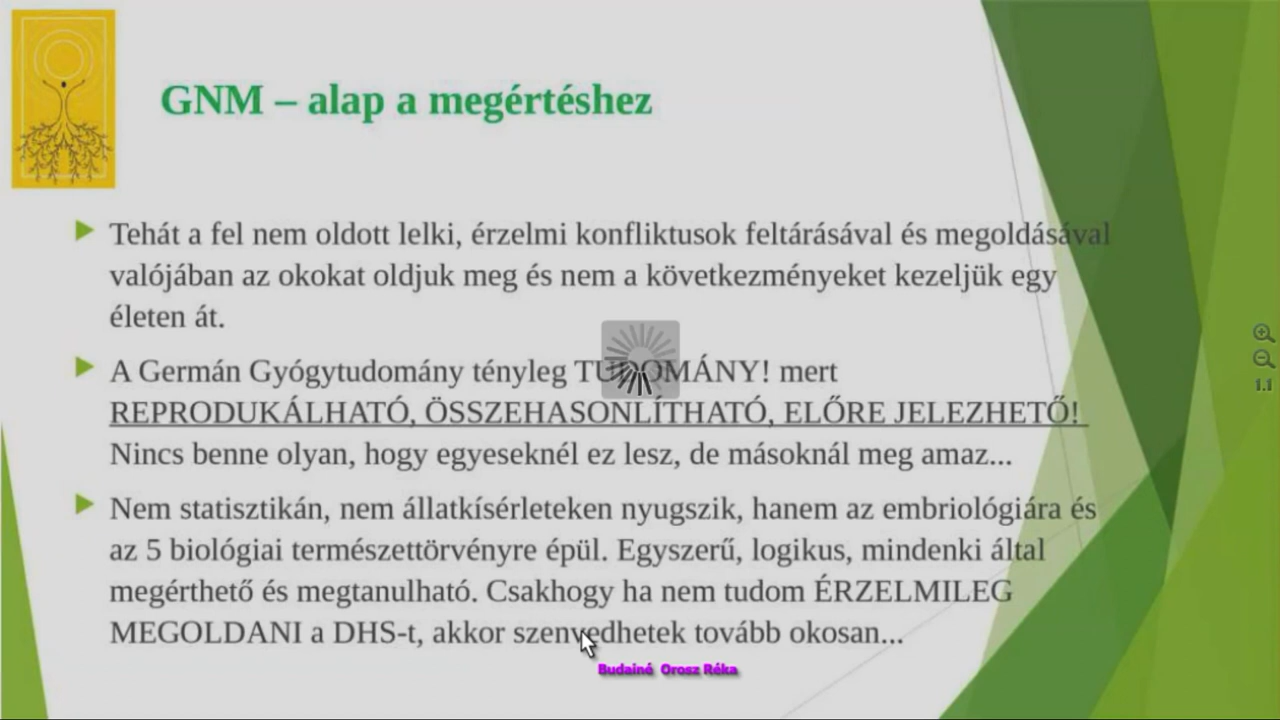 GNM – alap a megértéshez
Tehát a fel nem oldott lelki, érzelmi konfliktusok feltárásával és megoldásával
valójában az okokat oldjuk meg és nem a következményeket kezeljük egy
életen át.
A Germán Gyógytudomány tényleg TUDOMÁNY! mert
REPRODUKÁLHATÓ, ÖSSZEHASONLÍTHATÓ, ELŐRE JELEZHETŐ!
Nincs benne olyan, hogy egyeseknél ez lesz, de másoknál meg amaz...
Nem statisztikán, nem állatkísérleteken nyugszik, hanem az embriológiára és
az 5 biológiai természettörvényre épül. Egyszerű, logikus, mindenki által
megérthető és megtanulható. Csakhogy ha nem tudom ÉRZELMILEG
MEGOLDANI a DHS-t, akkor szenvedhetek tovább okosan...
Budainé Orosz Réka
1.1